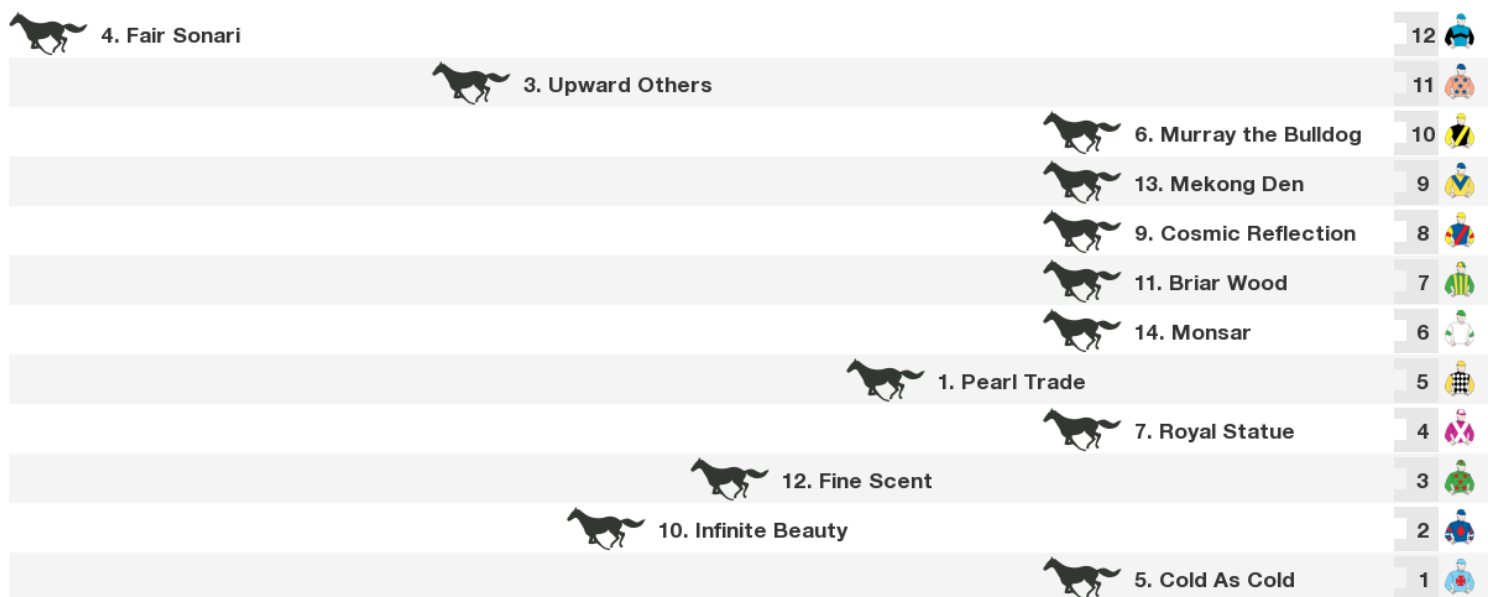 4. Fair Sonari 12
3. Upward Others 11
6. Murray the Bulldog 10
13. Mekong Den 9
9. Cosmic Reflection 8
11. Briar Wood 7
14. Monsar 6
1. Pearl Trade 5
7. Royal Statue 4
12. Fine Scent 3
10. Infinite Beauty 2
5. Cold As Cold 1